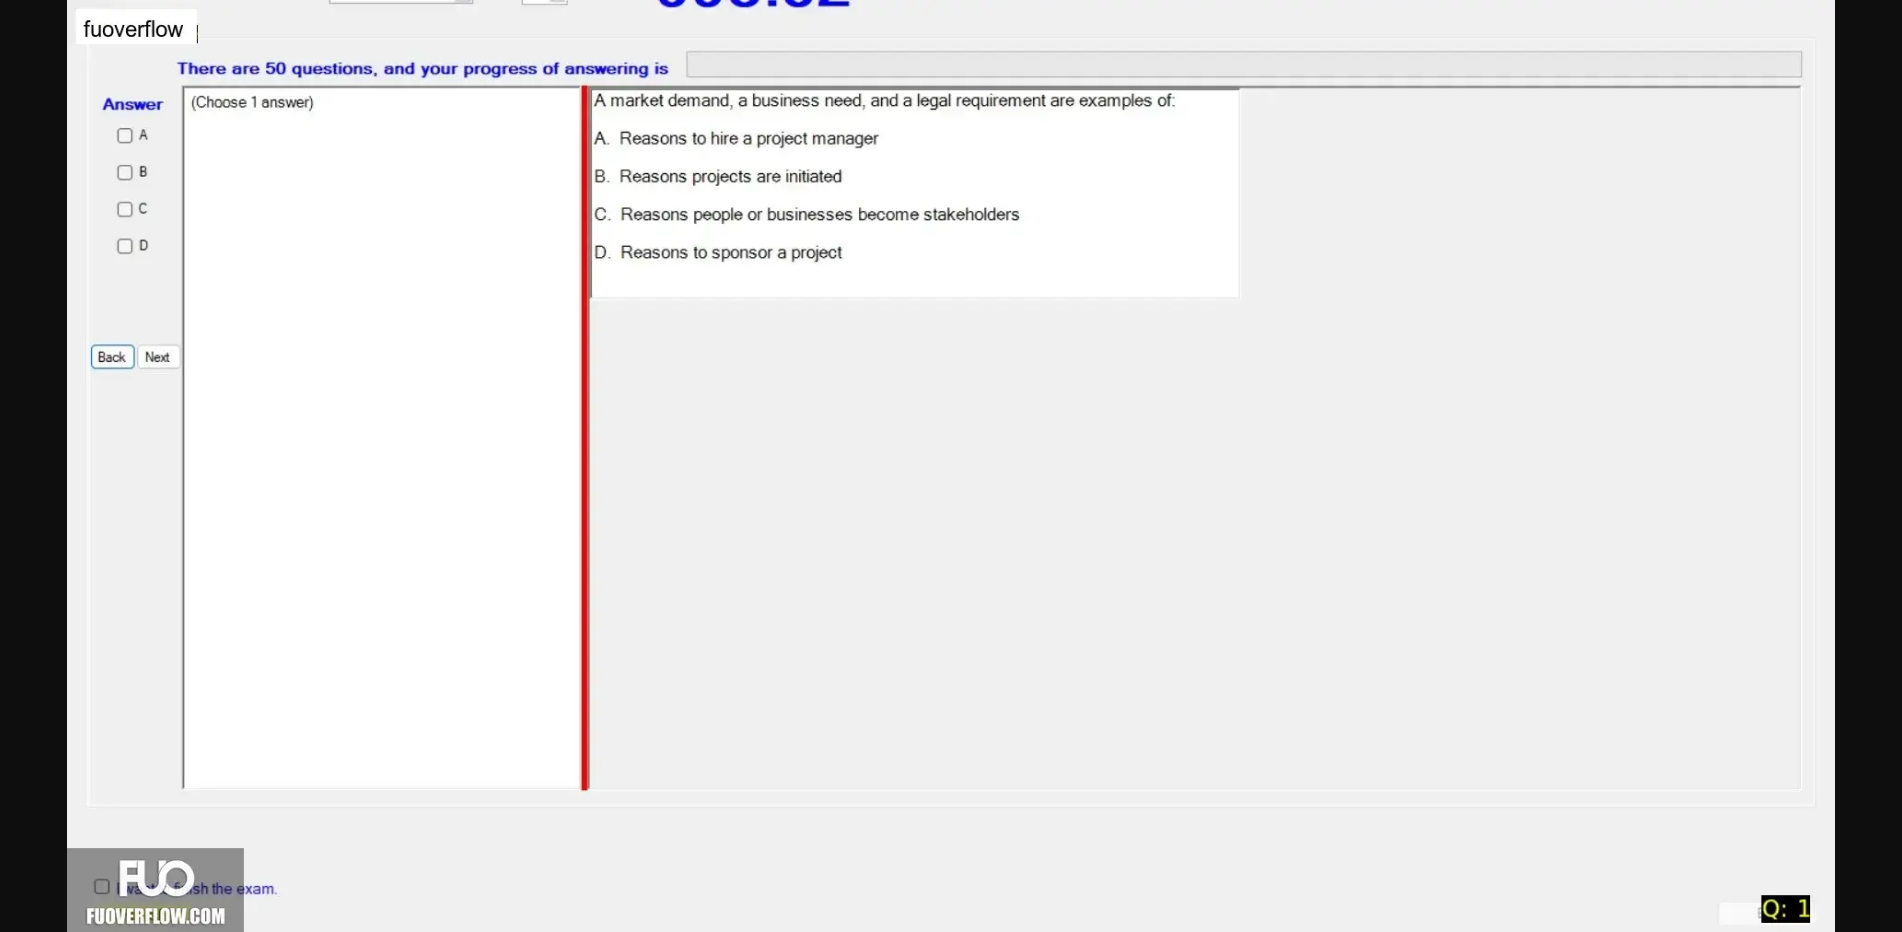 fuoverflow
There are 50 questions, and your progress of answering is
Answer
(Choose 1 answer)
A
B
C
D
Back Next
A market demand, a business need, and a legal requirement are examples of:
A. Reasons to hire a project manager
B. Reasons projects are initiated
C. Reasons people or businesses become stakeholders
D. Reasons to sponsor a project
FUO
FUOVERFLOW.COM
the exam.
Q: 1